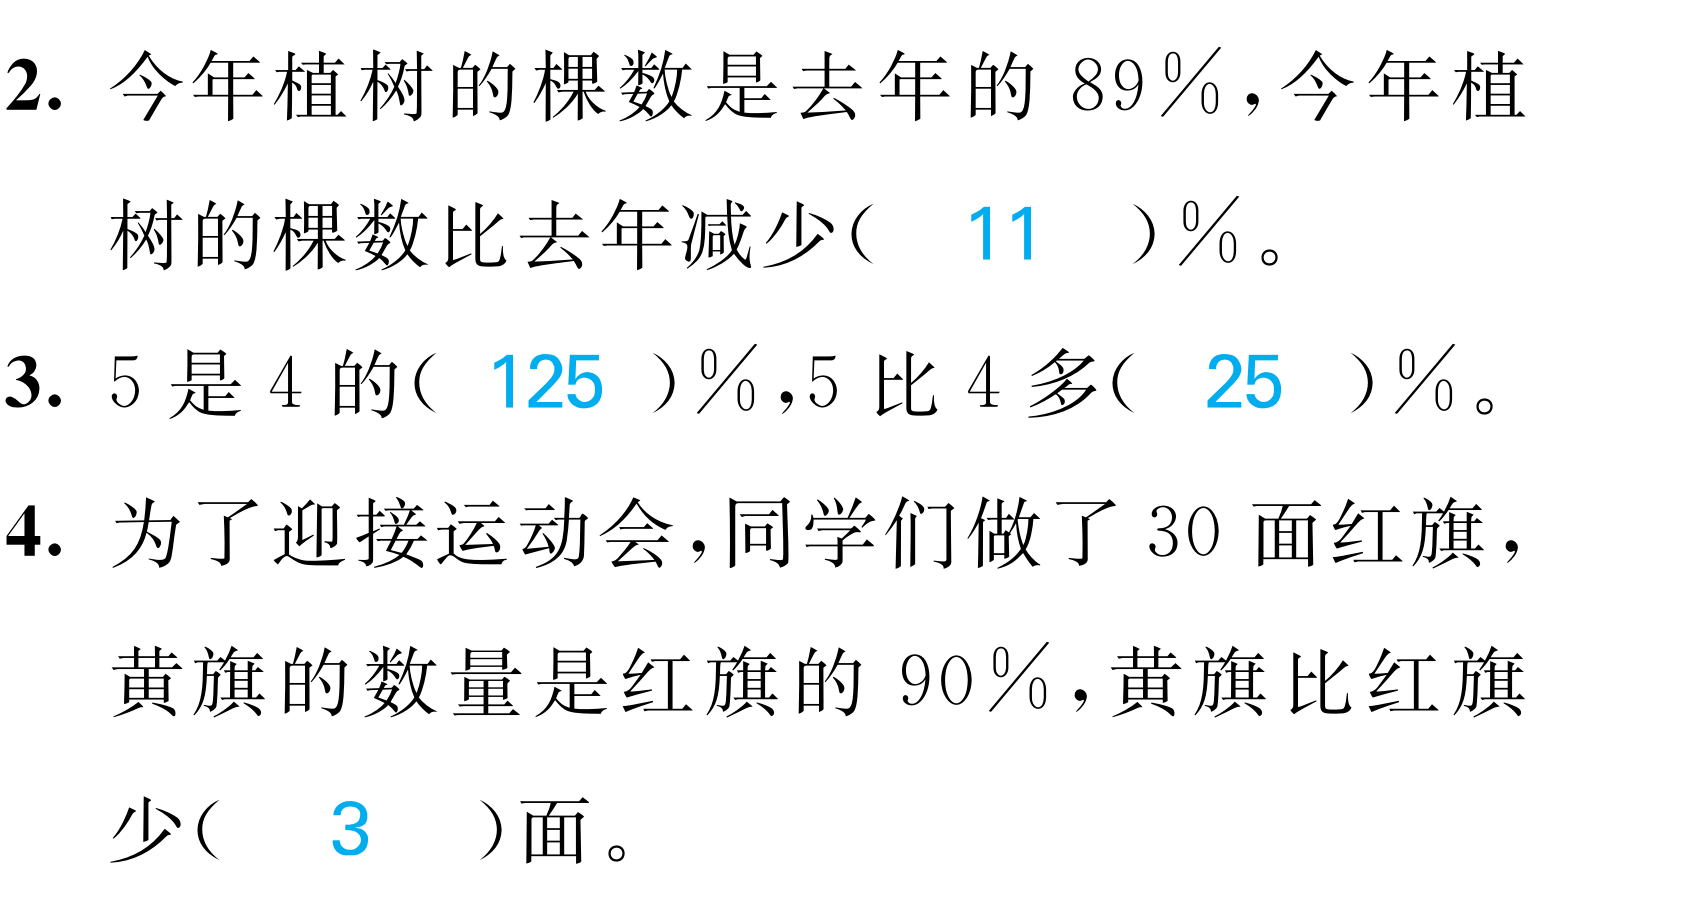 2. 今年植树的棵数是去年的 89%,今年植
树的棵数比去年减少( 11 )%。
3. 5 是 4 的( 125 )%,5 比 4 多( 25 )%。
4. 为了迎接运动会,同学们做了 30 面红旗,
黄旗的数量是红旗的 90%,黄旗比红旗
少( 3 )面。